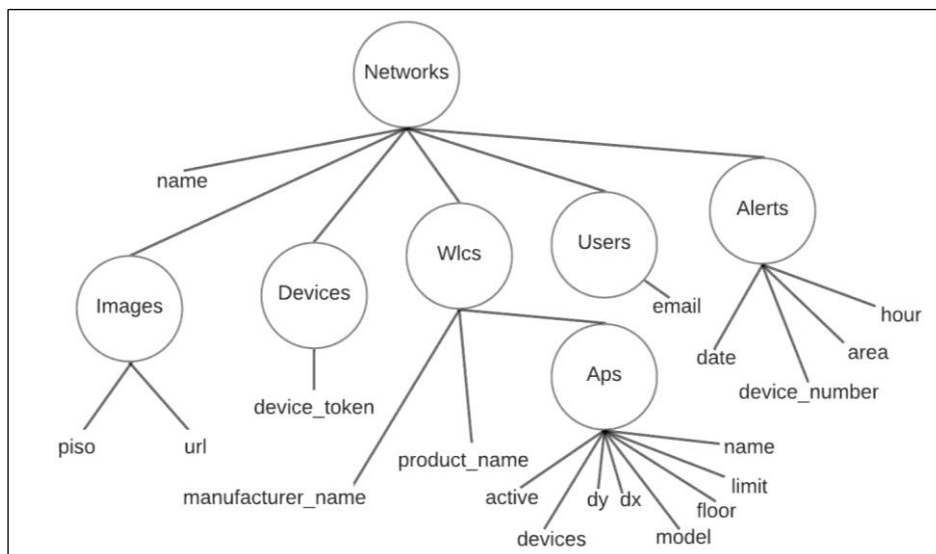 Networks
name
Images
Devices
Wlcs
Users
Alerts
piso
url
device_token
manufacturer_name
product_name
Aps
email
date
device_number
area
hour
active
devices
dy
dx
model
floor
limit
name